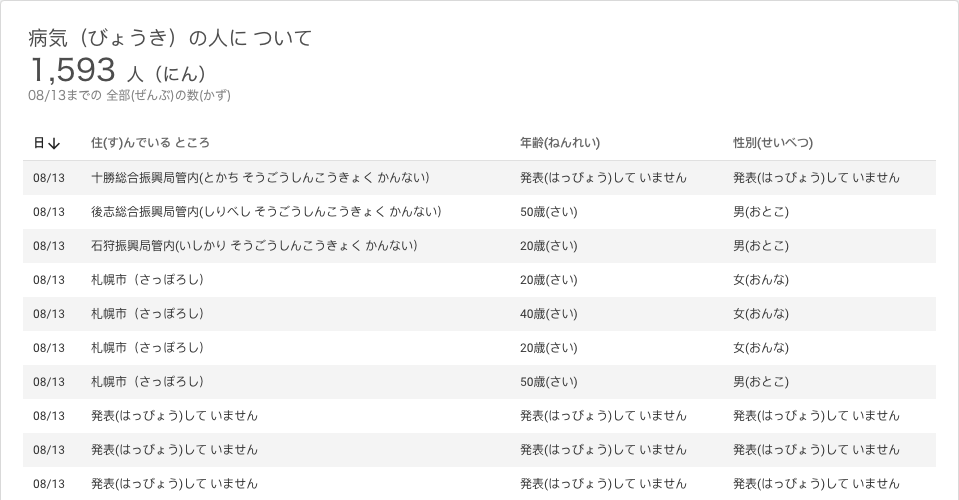 病気（びょうき）の人に ついて
1,593 人（にん）
08/13までの 全部(ぜんぶ)の数(かず)
日↓ 住(す)んでいる ところ 年齢(ねんれい) 性別(せいべつ)
08/13 十勝総合振興局管内(とかち そうごうしんこうきょく かんない） 発表(はっぴょう)して いません 発表(はっぴょう)して いません
08/13 後志総合振興局管内(しりべし そうごうしんこうきょく かんない） 50歳(さい) 男(おとこ)
08/13 石狩振興局管内(いしかり そうごうしんこうきょく かんない） 20歳(さい) 男(おとこ)
08/13 札幌市（さっぽろし） 20歳(さい) 女(おんな)
08/13 札幌市（さっぽろし） 40歳(さい) 女(おんな)
08/13 札幌市（さっぽろし） 20歳(さい) 女(おんな)
08/13 札幌市（さっぽろし） 50歳(さい) 男(おとこ)
08/13 発表(はっぴょう)して いません 発表(はっぴょう)して いません 発表(はっぴょう)して いません
08/13 発表(はっぴょう)して いません 発表(はっぴょう)して いません 発表(はっぴょう)して いません
08/13 発表(はっぴょう)して いません 発表(はっぴょう)して いません 発表(はっぴょう)して いません